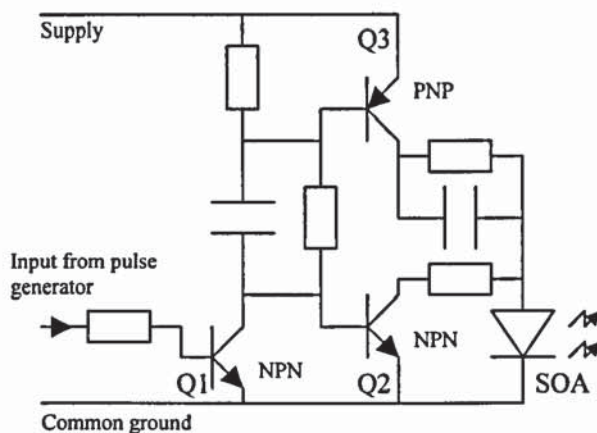 Supply
Q3
PNP
Input from pulse
generator
Q1
NPN
Q2
NPN
SOA
Common ground